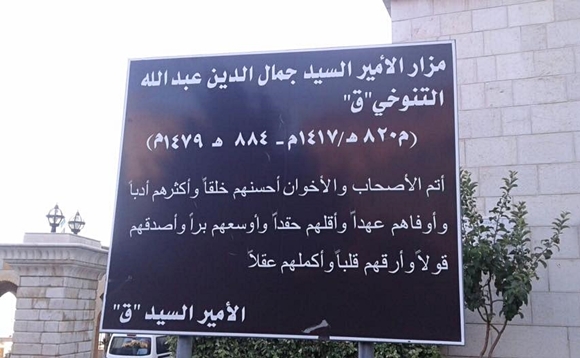 مزار الأمير السيد جمال الدين عبد الله
التنوخي "ق"
(م٨٢٠ هـ/١٤١٧م - ٨٨٤ هـ ١٤٧٩م)
أتم الأصحاب والأخوان أحسنهم خلقاً وأكثرهم أدباً
وأوفاهم عهداً وأقلهم حقداً وأوسعهم براً وأصدقهم
قولاً وأرقهم قلباً وأكملهم عقلاً
الأمير السيد "ق"